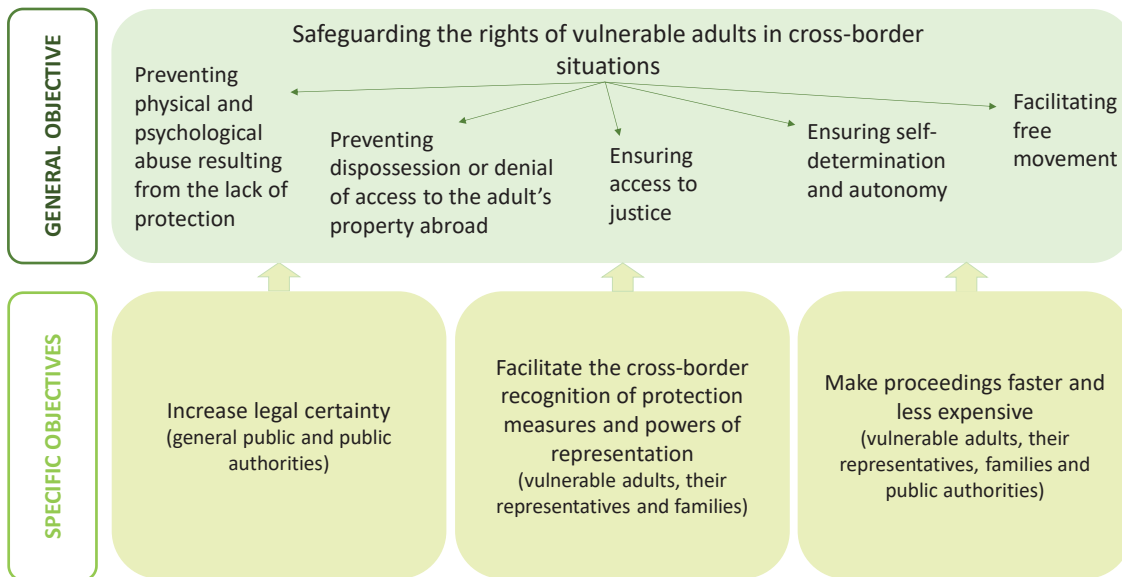 GENERAL OBJECTIVE
Safeguarding the rights of vulnerable adults in cross-border
situations
Preventing
physical and
psychological
abuse resulting
from the lack of
protection
Preventing
dispossession or denial
of access to the adult's
property abroad
Ensuring
access to
justice
Ensuring self-
determination
and autonomy
Facilitating
free
movement
SPECIFIC OBJECTIVES
Increase legal certainty
(general public and public
authorities)
Facilitate the cross-border
recognition of protection
measures and powers of
representation
(vulnerable adults, their
representatives and families)
Make proceedings faster and
less expensive
(vulnerable adults, their
representatives, families and
public authorities)